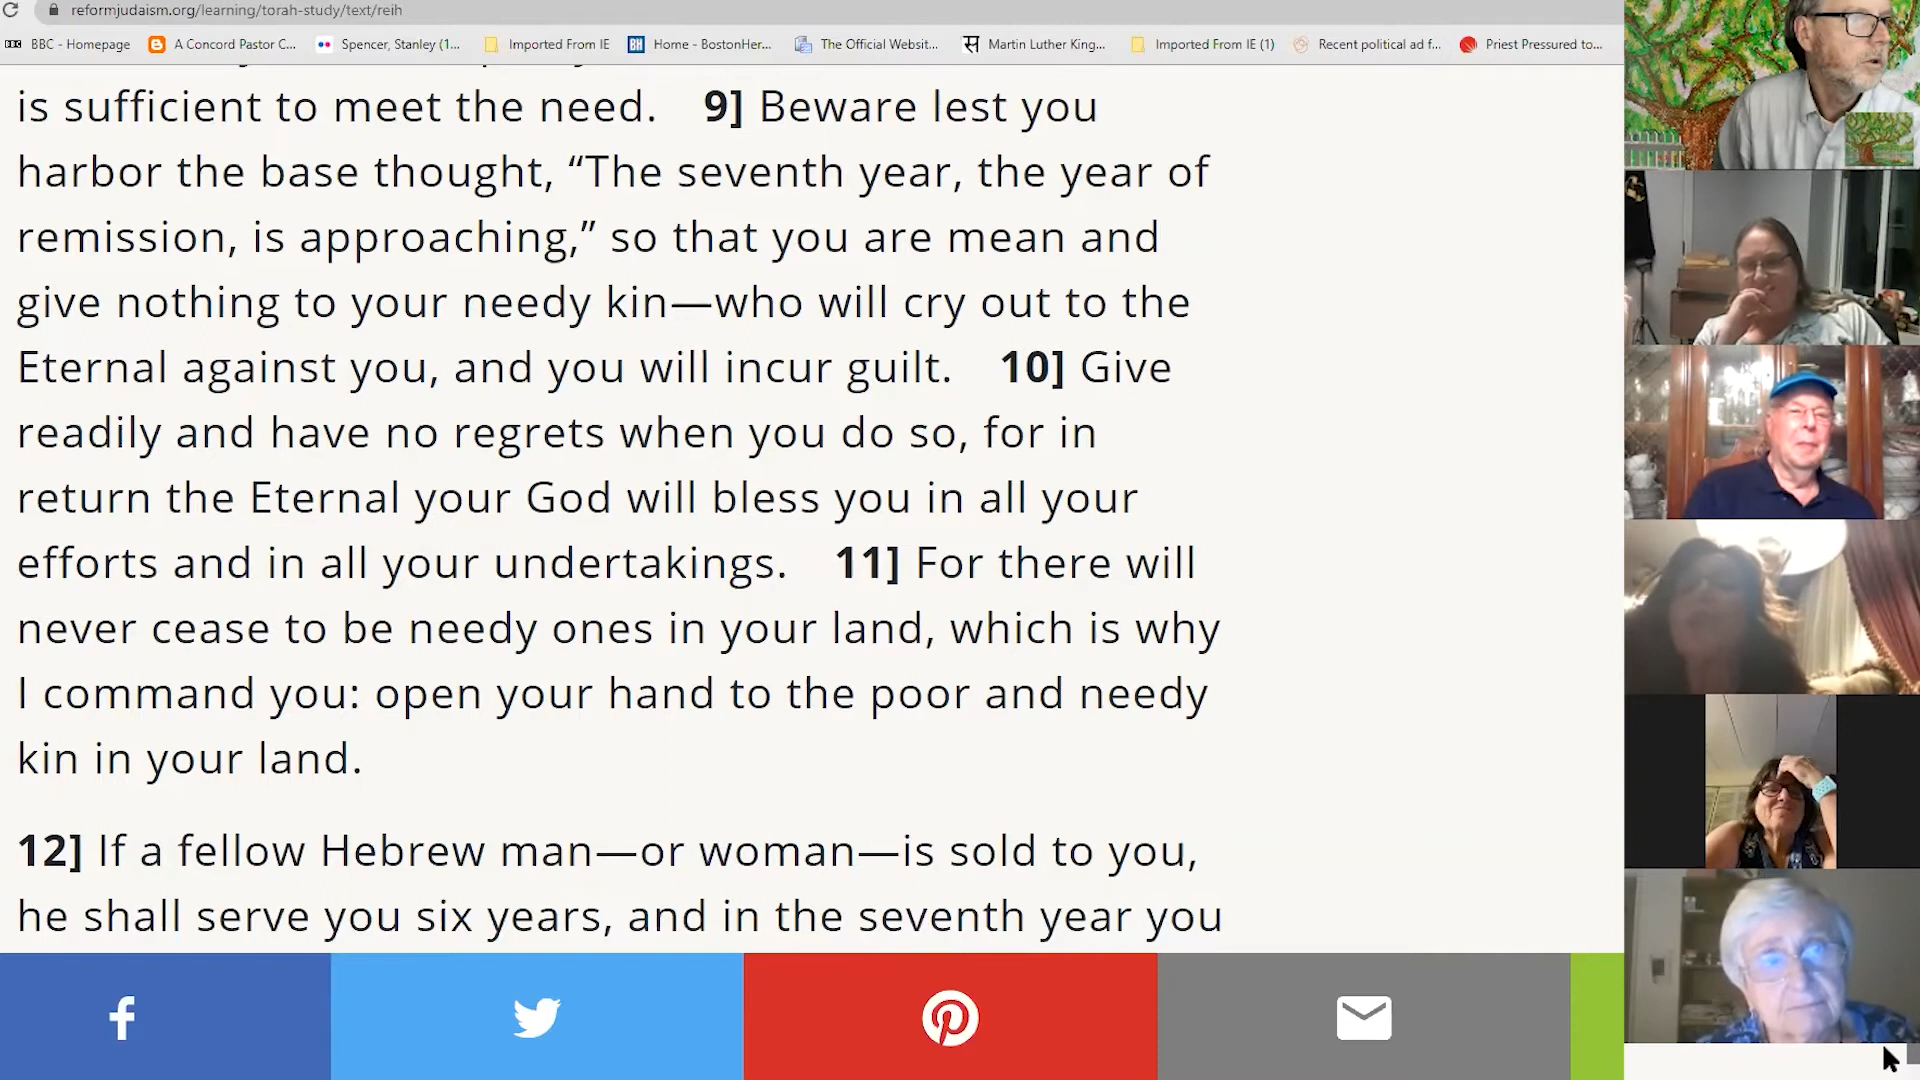 reformjudaism.org/learning/torah-study/text/reih
BBC BBC - Homepage A Concord Pastor C... Spencer, Stanley (1... Imported From IE BH Home - BostonHer... The Official Websit... Martin Luther King... Imported From IE (1) Recent political ad f... Priest Pressured to...
is sufficient to meet the need. 9] Beware lest you
harbor the base thought, “The seventh year, the year of
remission, is approaching,” so that you are mean and
give nothing to your needy kin—who will cry out to the
Eternal against you, and you will incur guilt. 10] Give
readily and have no regrets when you do so, for in
return the Eternal your God will bless you in all your
efforts and in all your undertakings. 11] For there will
never cease to be needy ones in your land, which is why
I command you: open your hand to the poor and needy
kin in your land.
12] If a fellow Hebrew man—or woman—is sold to you,
he shall serve you six years, and in the seventh year you